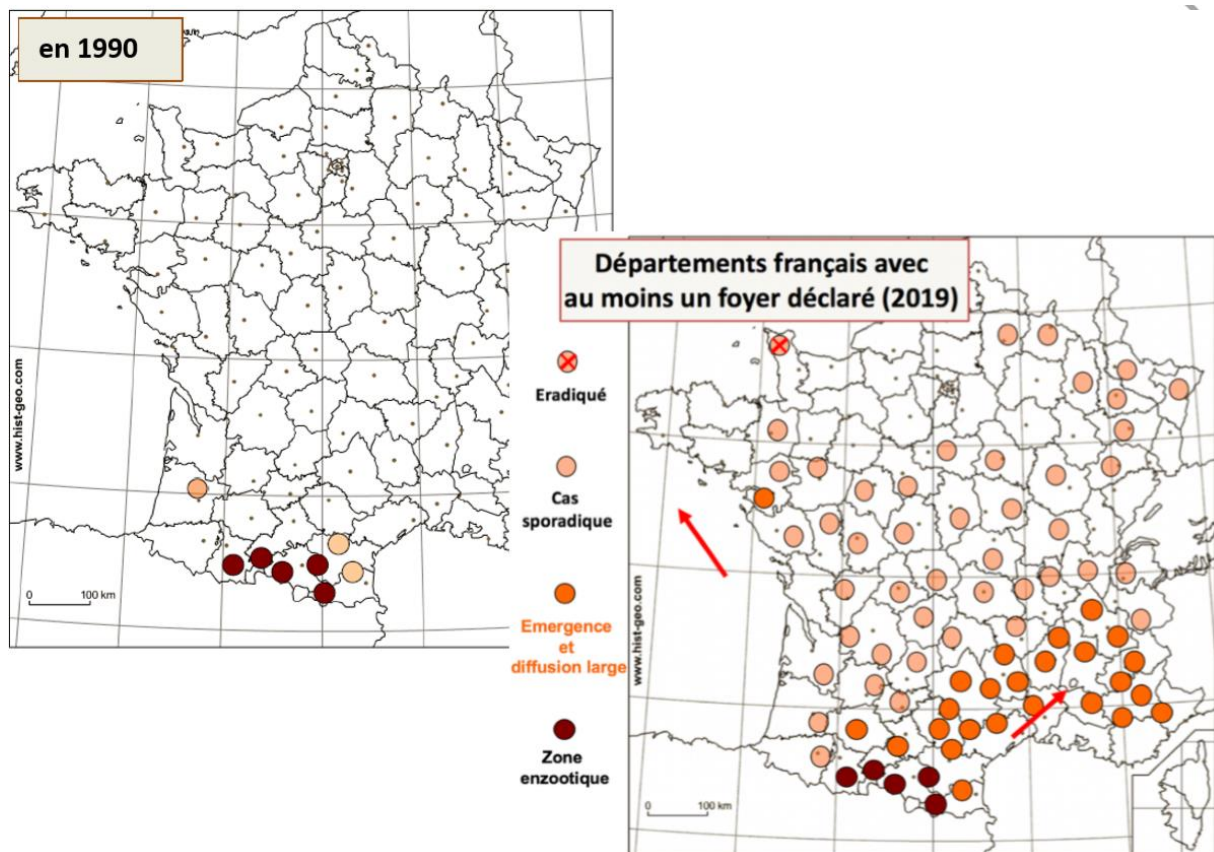 en 1990
www.hist-geo.com
0 100 km
Départements français avec
au moins un foyer déclaré (2019)
Eradiqué
Cas
sporadique
Emergence
et
diffusion large
Zone
enzootique
www.hist-geo.com
0 100 km